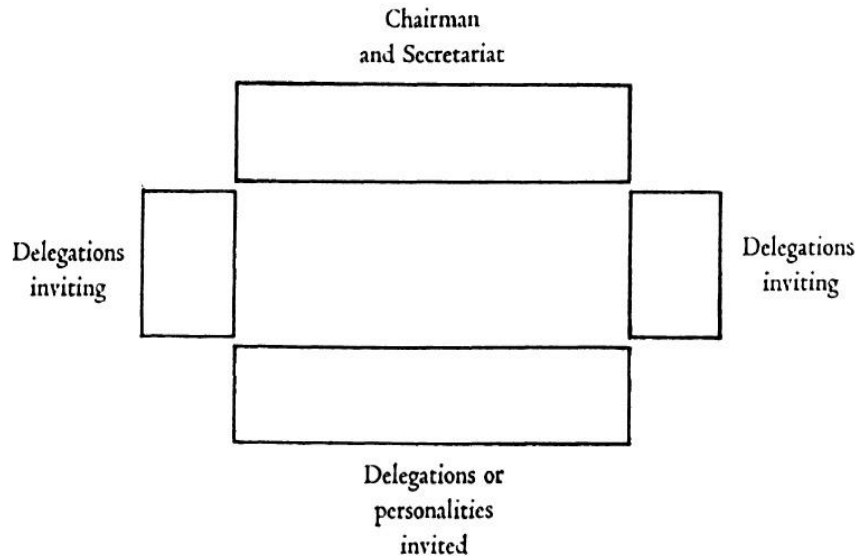 Chairman
and Secretariat
Delegations
inviting
Delegations
inviting
Delegations or
personalities
invited